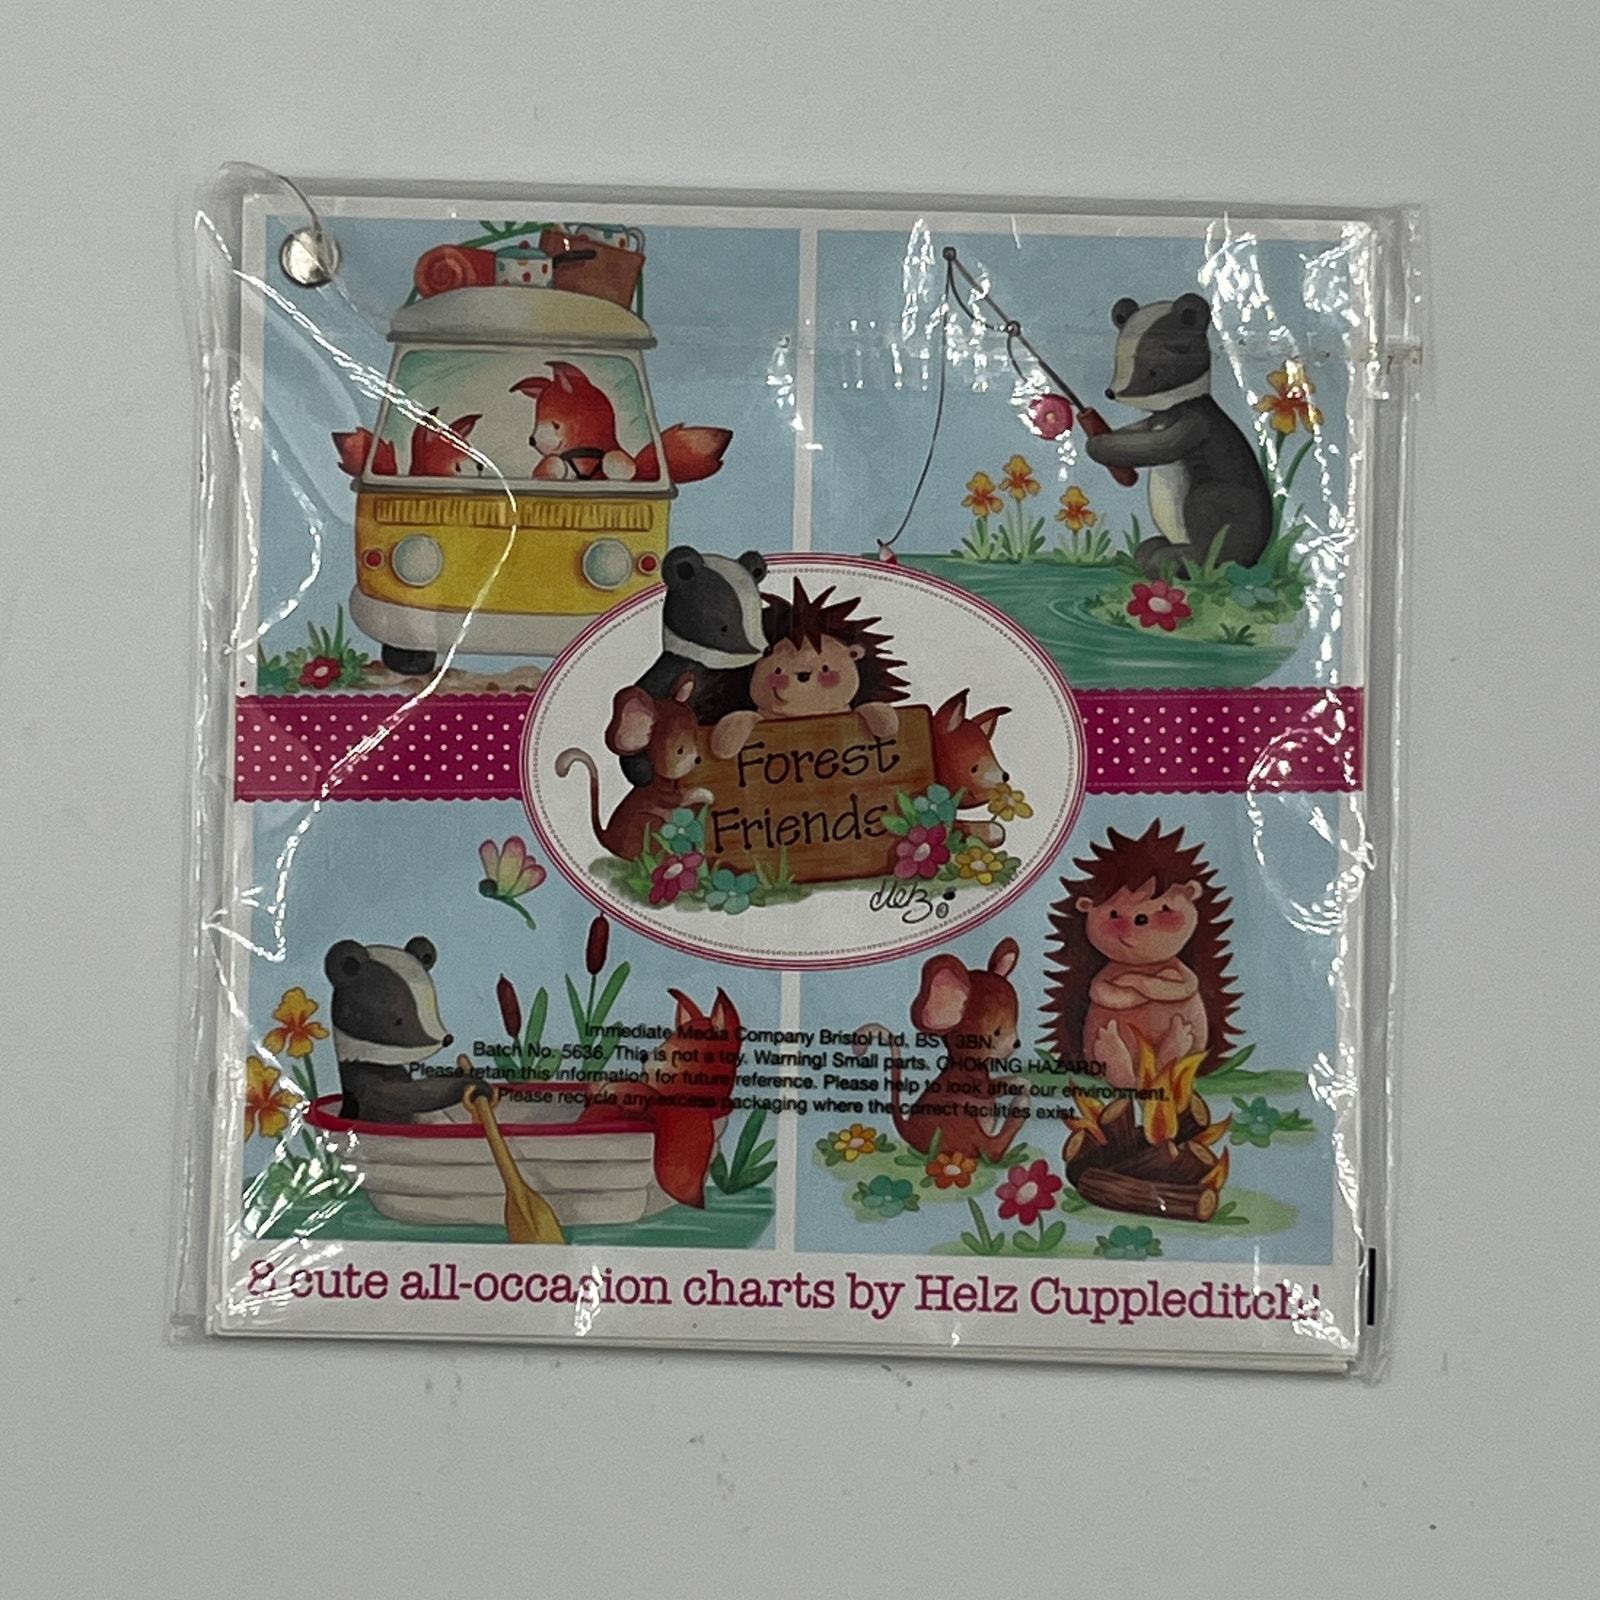 Forest
Friends
Helz
Immediate Media Company Bristol Ltd, BS1 3BN.
Batch No. 5636. This is not a toy. Warning! Small parts. CHOKING HAZARD!
Please retain this information for future reference. Please help to look after our environment.
Please recycle any excess packaging where the correct facilities exist.
8 cute all-occasion charts by Helz Cuppleditch!